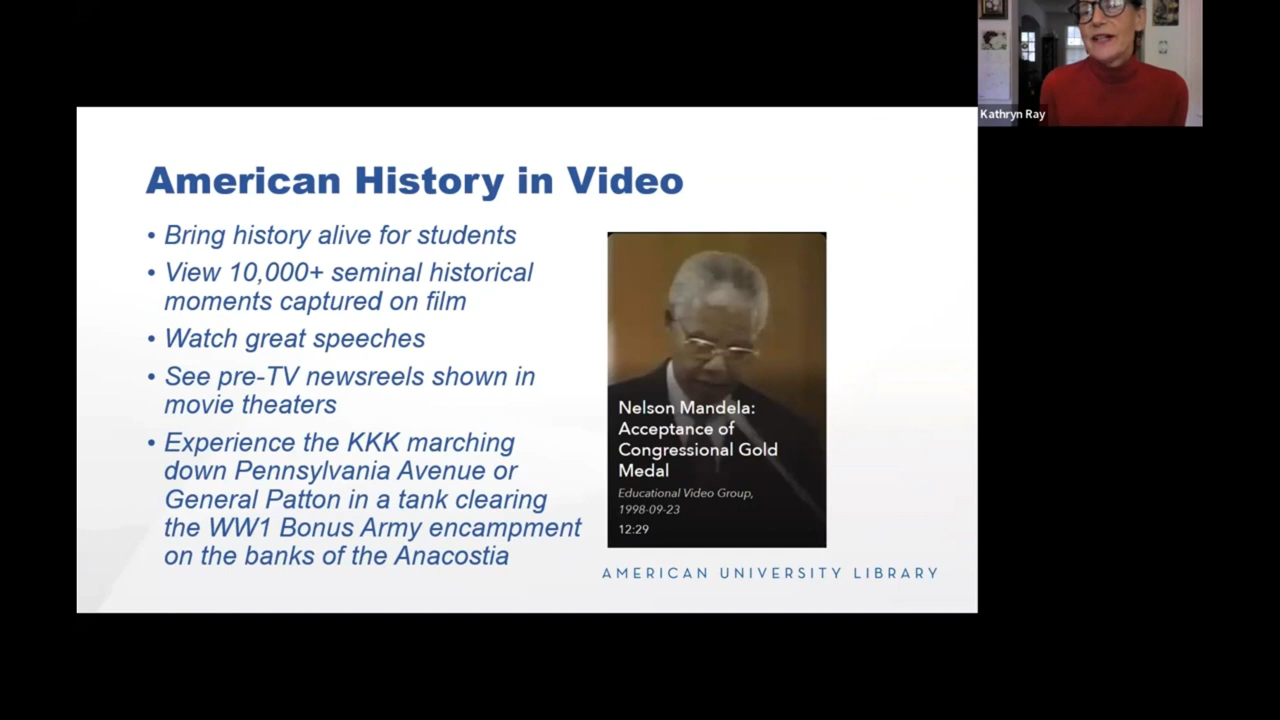 Kathryn Ray
American History in Video
• Bring history alive for students
• View 10,000+ seminal historical
moments captured on film
• Watch great speeches
• See pre-TV newsreels shown in
movie theaters
• Experience the KKK marching
down Pennsylvania Avenue or
General Patton in a tank clearing
the WW1 Bonus Army encampment
on the banks of the Anacostia
Nelson Mandela:
Acceptance of
Congressional Gold
Medal
Educational Video Group,
1998-09-23
12:29
AMERICAN UNIVERSITY LIBRARY